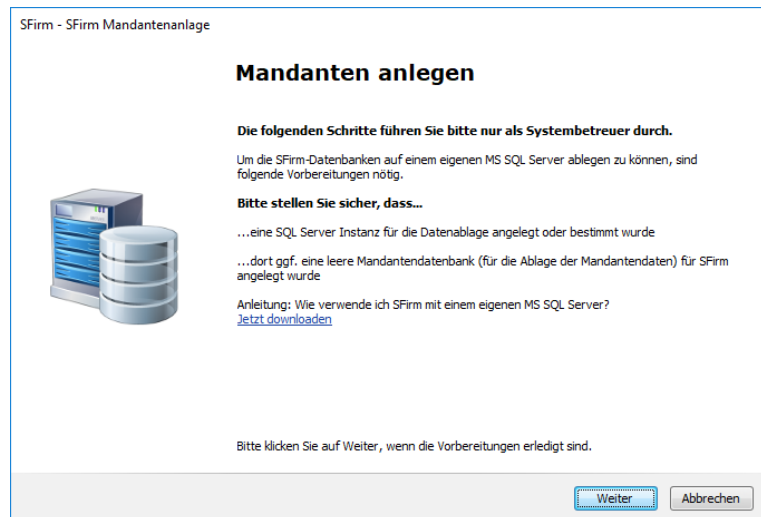 SFirm - SFirm Mandantenanlage
Mandanten anlegen
Die folgenden Schritte führen Sie bitte nur als Systembetreuer durch.
Um die SFirm-Datenbanken auf einem eigenen MS SQL Server ablegen zu können, sind
folgende Vorbereitungen nötig.
Bitte stellen Sie sicher, dass...
...eine SQL Server Instanz für die Datenablage angelegt oder bestimmt wurde
...dort ggf. eine leere Mandantendatenbank (für die Ablage der Mandantendaten) für SFirm
angelegt wurde
Anleitung: Wie verwende ich SFirm mit einem eigenen MS SQL Server?
Jetzt downloaden
Bitte klicken Sie auf Weiter, wenn die Vorbereitungen erledigt sind.
Weiter
Abbrechen